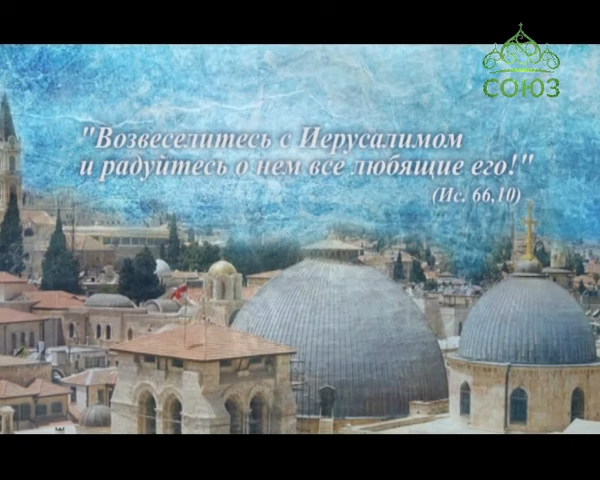 СОЮЗ
"Возвеселитесь с Иерусалимом
и радуйтесь о нем все любящие его!"
(Ис. 66,10)